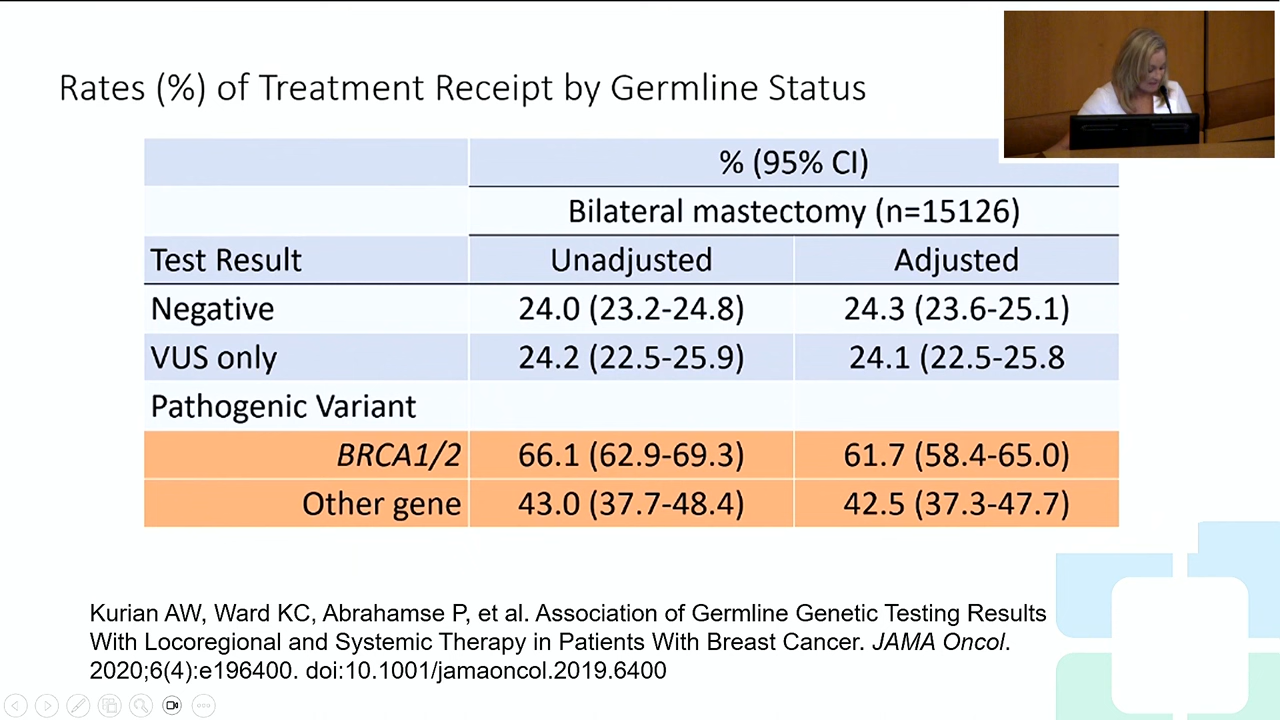 Rates (%) of Treatment Receipt by Germline Status
% (95% CI)
Bilateral mastectomy (n=15126)
Test Result Unadjusted Adjusted
Negative 24.0 (23.2-24.8) 24.3 (23.6-25.1)
VUS only 24.2 (22.5-25.9) 24.1 (22.5-25.8
Pathogenic Variant
BRCA1/2 66.1 (62.9-69.3) 61.7 (58.4-65.0)
Other gene 43.0 (37.7-48.4) 42.5 (37.3-47.7)
Kurian AW, Ward KC, Abrahamse P, et al. Association of Germline Genetic Testing Results
With Locoregional and Systemic Therapy in Patients With Breast Cancer. JAMA Oncol.
2020;6(4):e196400. doi:10.1001/jamaoncol.2019.6400